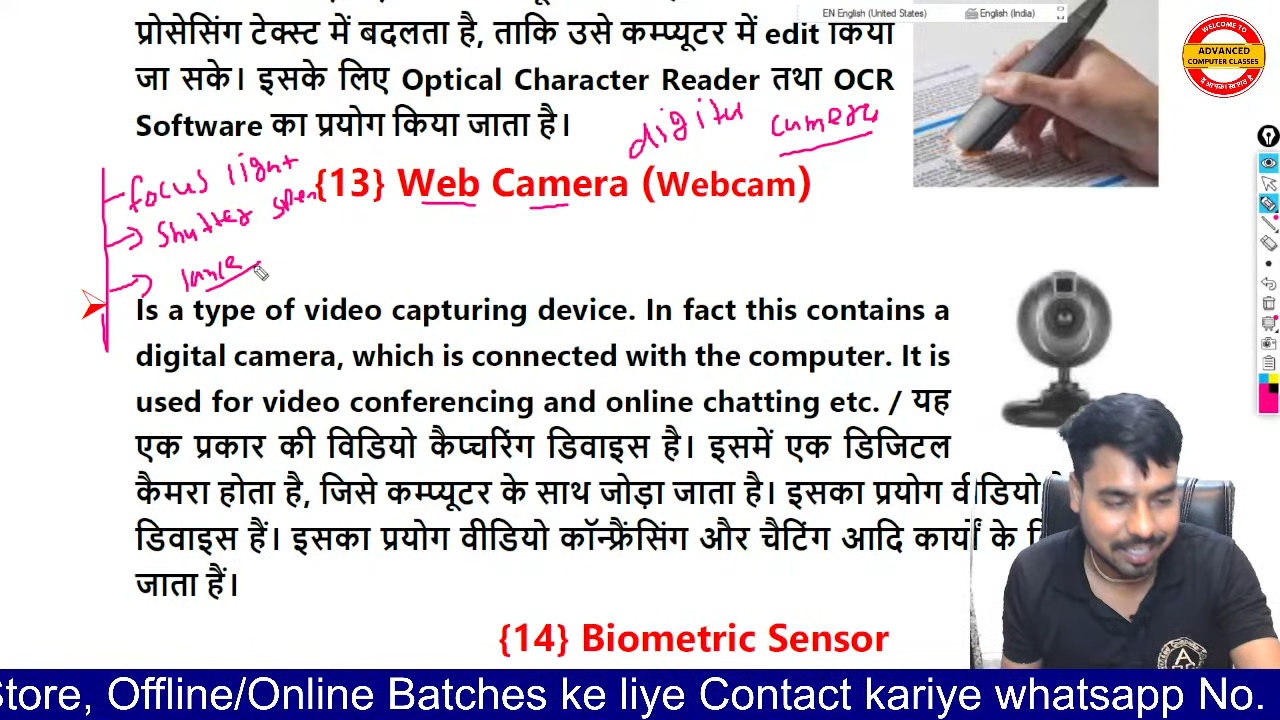 EN English (United States) English (India)
प्रोसेसिंग टेक्स्ट में बदलता है, ताकि उसे कम्प्यूटर में edit किया
जा सके। इसके लिए Optical Character Reader तथा OCR
Software का प्रयोग किया जाता है।
WELCOME TO
ADVANCED
COMPUTER CLASSES
digital camera
focus light
{13} Web Camera (Webcam)
Shutter
Is a type of video capturing device. In fact this contains a
digital camera, which is connected with the computer. It is
used for video conferencing and online chatting etc. / यह
एक प्रकार की विडियो कैप्चरिंग डिवाइस है। इसमें एक डिजिटल
कैमरा होता है, जिसे कम्प्यूटर के साथ जोड़ा जाता है। इसका प्रयोग वीडियो
डिवाइस हैं। इसका प्रयोग वीडियो कॉन्फ्रैंसिंग और चैटिंग आदि कार्यों के
जाता हैं।
{14} Biometric Sensor
Store, Offline/Online Batches ke liye Contact kariye whatsapp No.